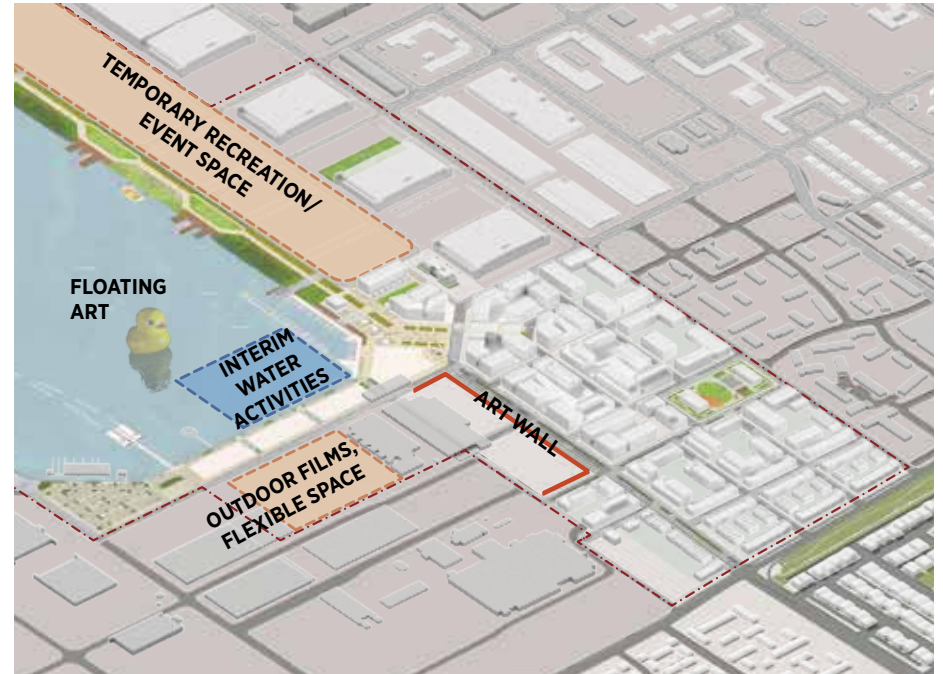 TEMPORARY RECREATION/
EVENT SPACE
FLOATING
ART
INTERIM
WATER
ACTIVITIES
ART WALL
OUTDOOR FILMS,
FLEXIBLE SPACE